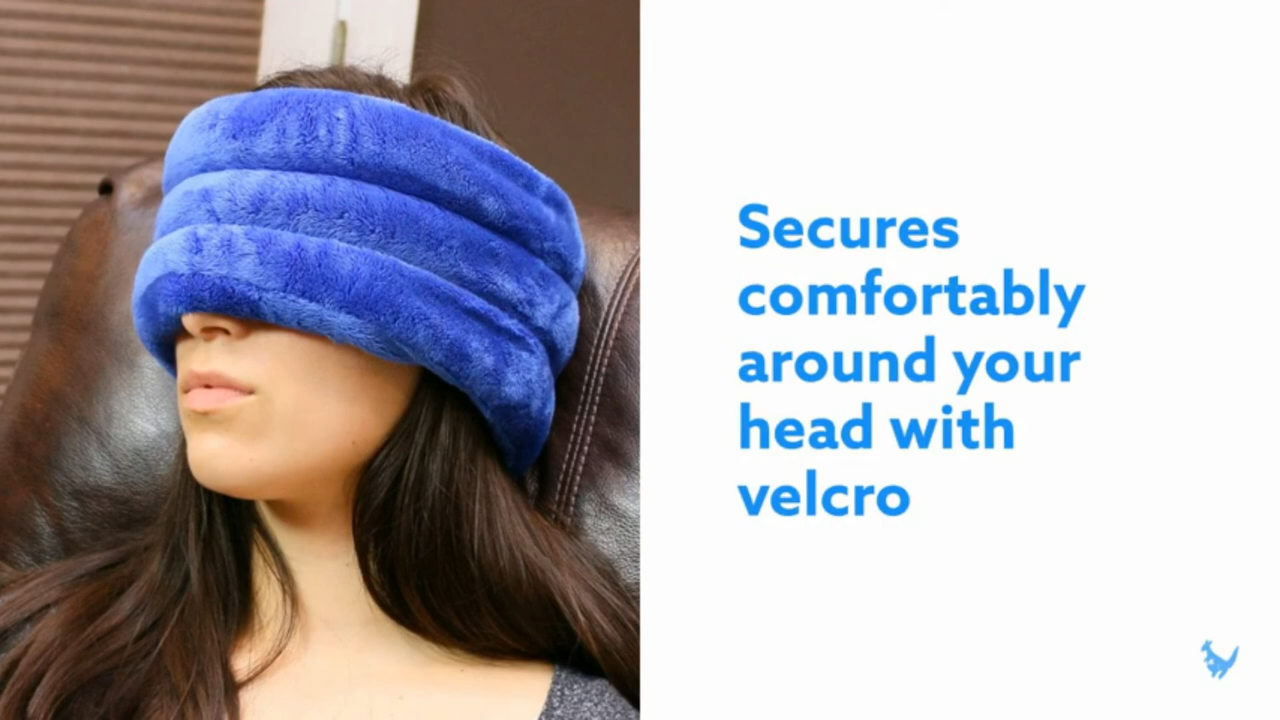 Secures
comfortably
around your
head with
velcro